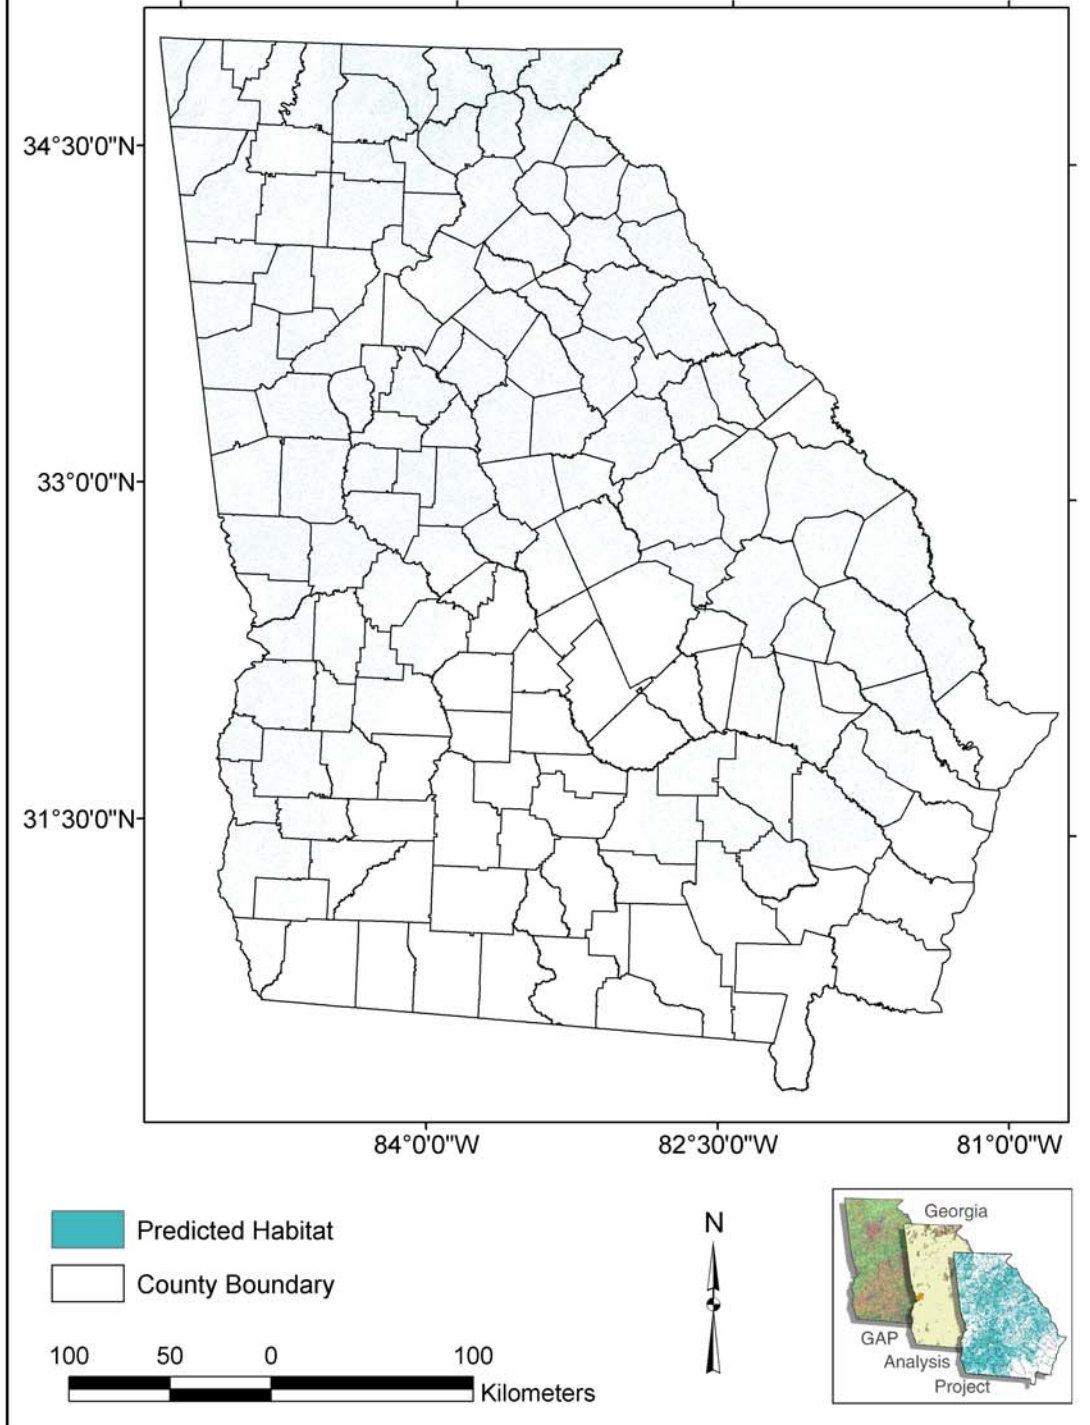 34°30'0"N
33°0'0"N
31°30'0"N
84°0'0"W 82°30'0"W 81°0'0"W
Predicted Habitat
County Boundary
100 50 0 100
Kilometers
N
Georgia
GAP
Analysis
Project